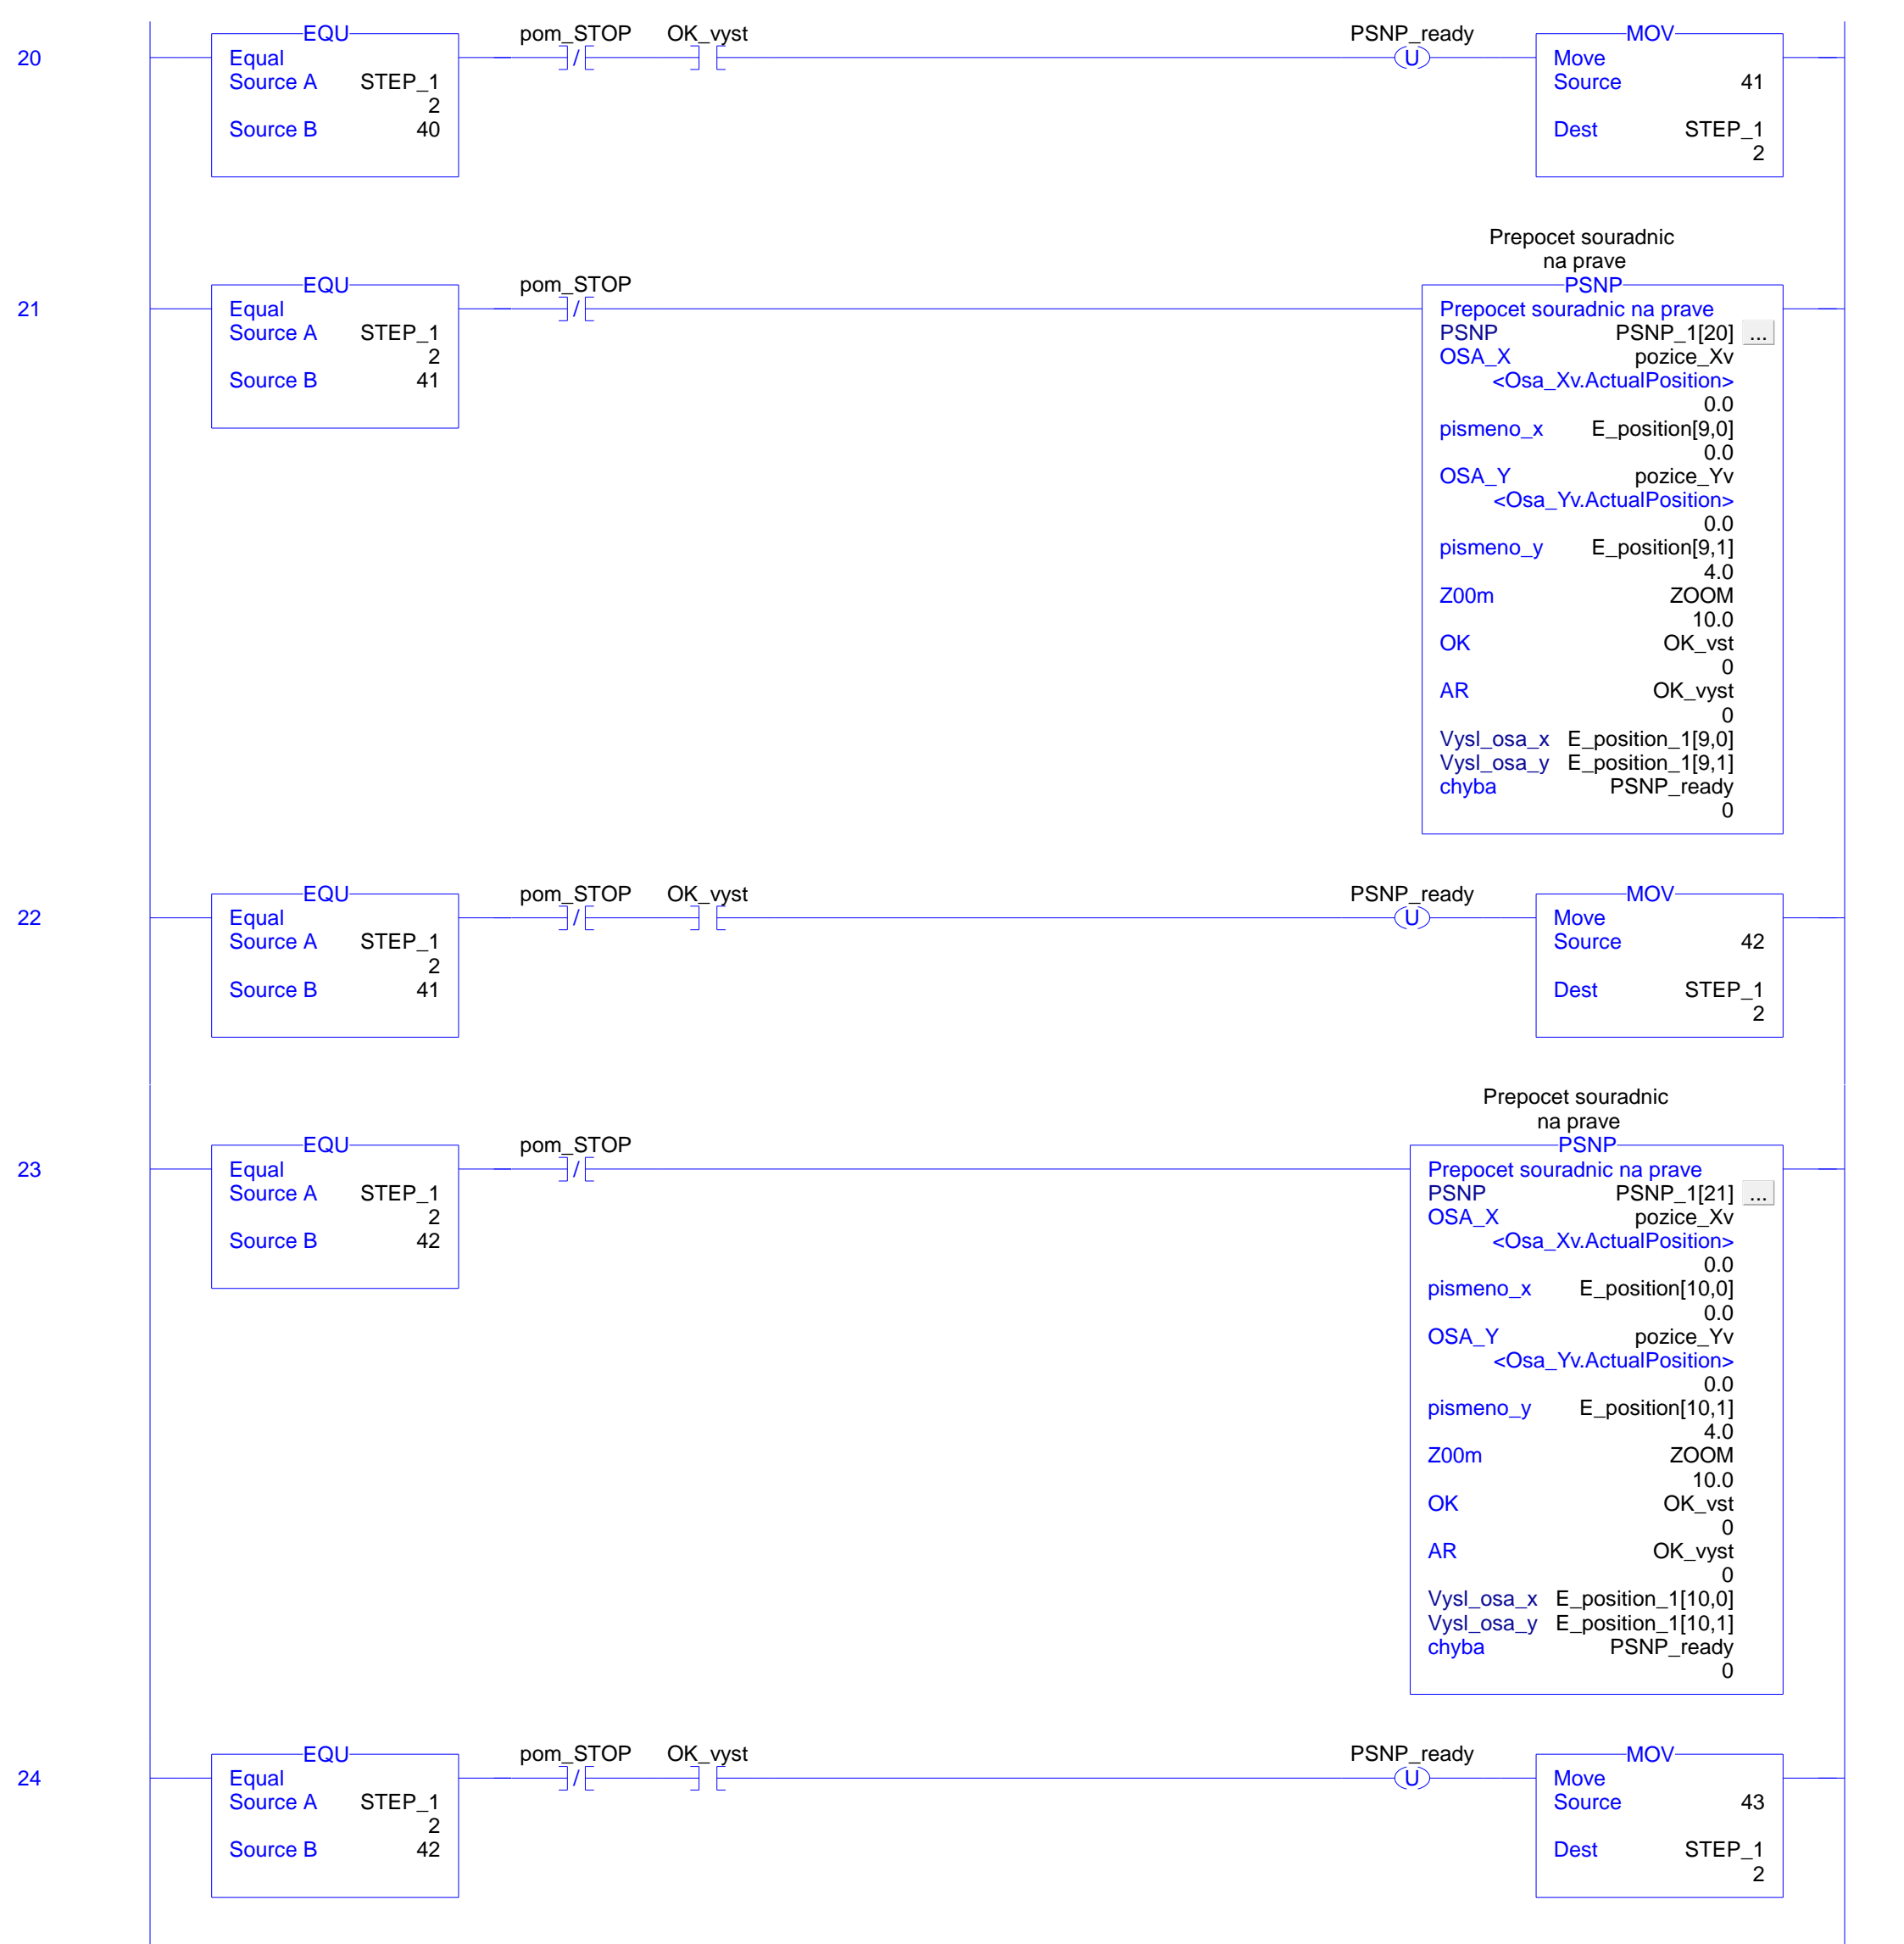 20
EQU
Equal
Source A STEP_1
2
Source B 40
pom_STOP OK_vyst
/
PSNP_ready
U
MOV
Move
Source 41
Dest STEP_1
2
21
EQU
Equal
Source A STEP_1
2
Source B 41
pom_STOP
/
Prepocet souradnic
na prave
PSNP
Prepocet souradnic na prave
PSNP PSNP_1[20] ...
OSA_X pozice_Xv
<Osa_Xv.ActualPosition>
0.0
pismeno_x E_position[9,0]
0.0
OSA_Y pozice_Yv
<Osa_Yv.ActualPosition>
0.0
pismeno_y E_position[9,1]
4.0
Z00m ZOOM
10.0
OK OK_vst
0
AR OK_vyst
0
Vysl_osa_x E_position_1[9,0]
Vysl_osa_y E_position_1[9,1]
chyba PSNP_ready
0
22
EQU
Equal
Source A STEP_1
2
Source B 41
pom_STOP OK_vyst
/
PSNP_ready
U
MOV
Move
Source 42
Dest STEP_1
2
23
EQU
Equal
Source A STEP_1
2
Source B 42
pom_STOP
/
Prepocet souradnic
na prave
PSNP
Prepocet souradnic na prave
PSNP PSNP_1[21] ...
OSA_X pozice_Xv
<Osa_Xv.ActualPosition>
0.0
pismeno_x E_position[10,0]
0.0
OSA_Y pozice_Yv
<Osa_Yv.ActualPosition>
0.0
pismeno_y E_position[10,1]
4.0
Z00m ZOOM
10.0
OK OK_vst
0
AR OK_vyst
0
Vysl_osa_x E_position_1[10,0]
Vysl_osa_y E_position_1[10,1]
chyba PSNP_ready
0
24
EQU
Equal
Source A STEP_1
2
Source B 42
pom_STOP OK_vyst
/
PSNP_ready
U
MOV
Move
Source 43
Dest STEP_1
2